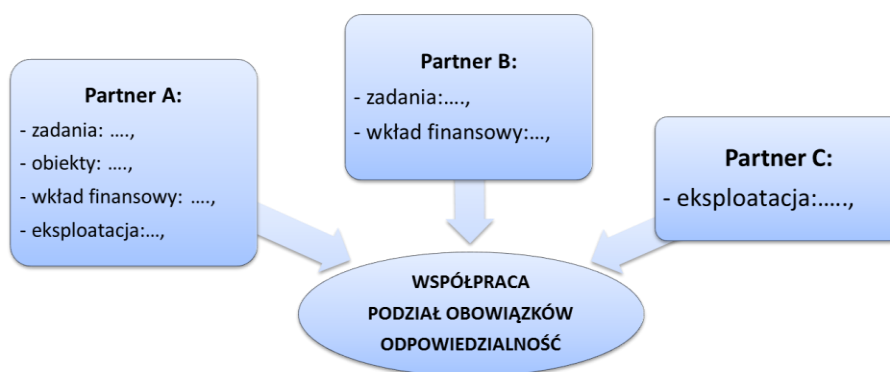 Partner A:
- zadania: ….,
- obiekty: ….,
- wkład finansowy: ….,
- eksploatacja:…,
Partner B:
- zadania:….,
- wkład finansowy:…,
Partner C:
- eksploatacja:…..,
WSPÓŁPRACA
PODZIAŁ OBOWIĄZKÓW
ODPOWIEDZIALNOŚĆ